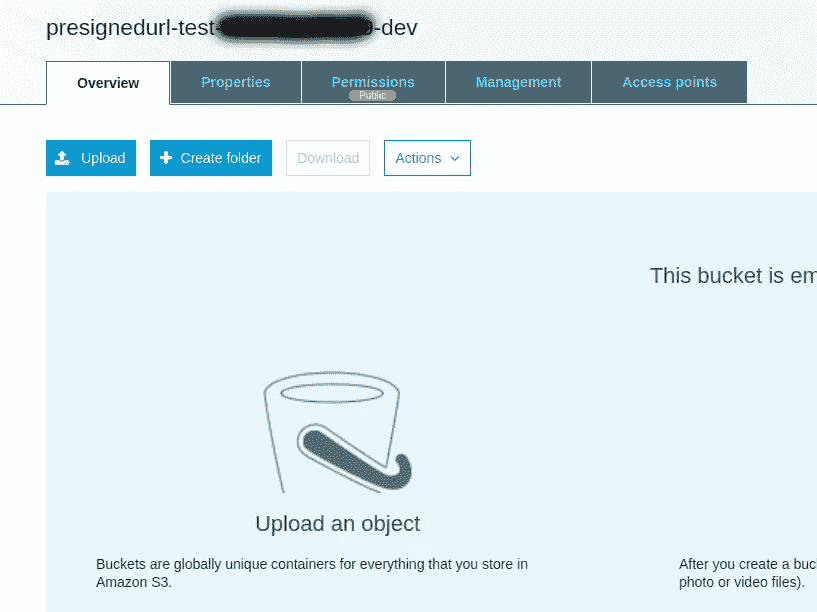 presignedurl-test- -dev
Overview Properties Permissions Management Access points
Public
Upload Create folder Download Actions
This bucket is em
Upload an object
Buckets are globally unique containers for everything that you store in
Amazon S3.
After you create a buc
photo or video files).